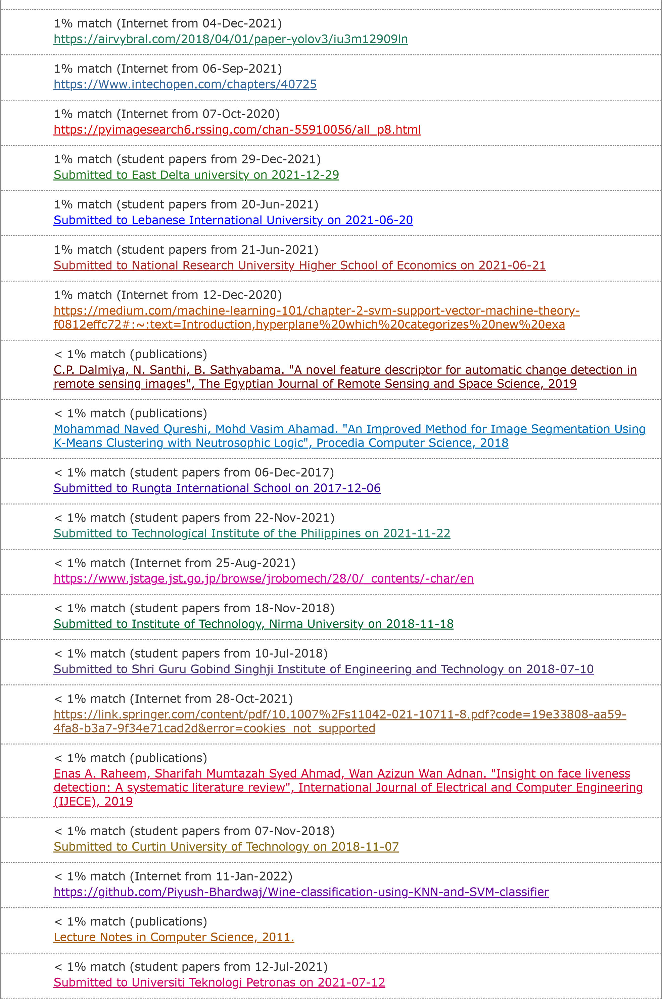 1% match (Internet from 04-Dec-2021)
https://airvybral.com/2018/04/01/paper-yolov3/iu3m12909ln
1% match (Internet from 06-Sep-2021)
https://Www.intechopen.com/chapters/40725
1% match (Internet from 07-Oct-2020)
https://pyimagesearch6.rssing.com/chan-55910056/all_p8.html
1% match (student papers from 29-Dec-2021)
Submitted to East Delta university on 2021-12-29
1% match (student papers from 20-Jun-2021)
Submitted to Lebanese International University on 2021-06-20
1% match (student papers from 21-Jun-2021)
Submitted to National Research University Higher School of Economics on 2021-06-21
1% match (Internet from 12-Dec-2020)
https://medium.com/machine-learning-101/chapter-2-svm-support-vector-machine-theory-
f0812effc72#:~:text=Introduction,hyperplane%20which%20categorizes%20new%20exa
< 1% match (publications)
C.P. Dalmiya, N. Santhi, B. Sathyabama. "A novel feature descriptor for automatic change detection in
remote sensing images", The Egyptian Journal of Remote Sensing and Space Science, 2019
< 1% match (publications)
Mohammad Naved Qureshi, Mohd Vasim Ahamad. "An Improved Method for Image Segmentation Using
K-Means Clustering with Neutrosophic Logic", Procedia Computer Science, 2018
< 1% match (student papers from 06-Dec-2017)
Submitted to Rungta International School on 2017-12-06
< 1% match (student papers from 22-Nov-2021)
Submitted to Technological Institute of the Philippines on 2021-11-22
< 1% match (Internet from 25-Aug-2021)
https://www.jstage.jst.go.jp/browse/jrobomech/28/0/_contents/-char/en
< 1% match (student papers from 18-Nov-2018)
Submitted to Institute of Technology, Nirma University on 2018-11-18
< 1% match (student papers from 10-Jul-2018)
Submitted to Shri Guru Gobind Singhji Institute of Engineering and Technology on 2018-07-10
< 1% match (Internet from 28-Oct-2021)
https://link.springer.com/content/pdf/10.1007%2Fs11042-021-10711-8.pdf?code=19e33808-aa59-
4fa8-b3a7-9f34e71cad2d&error=cookies_not_supported
< 1% match (publications)
Enas A. Raheem, Sharifah Mumtazah Syed Ahmad, Wan Azizun Wan Adnan. "Insight on face liveness
detection: A systematic literature review", International Journal of Electrical and Computer Engineering
(IJECE), 2019
< 1% match (student papers from 07-Nov-2018)
Submitted to Curtin University of Technology on 2018-11-07
< 1% match (Internet from 11-Jan-2022)
https://github.com/Piyush-Bhardwaj/Wine-classification-using-KNN-and-SVM-classifier
< 1% match (publications)
Lecture Notes in Computer Science, 2011.
< 1% match (student papers from 12-Jul-2021)
Submitted to Universiti Teknologi Petronas on 2021-07-12